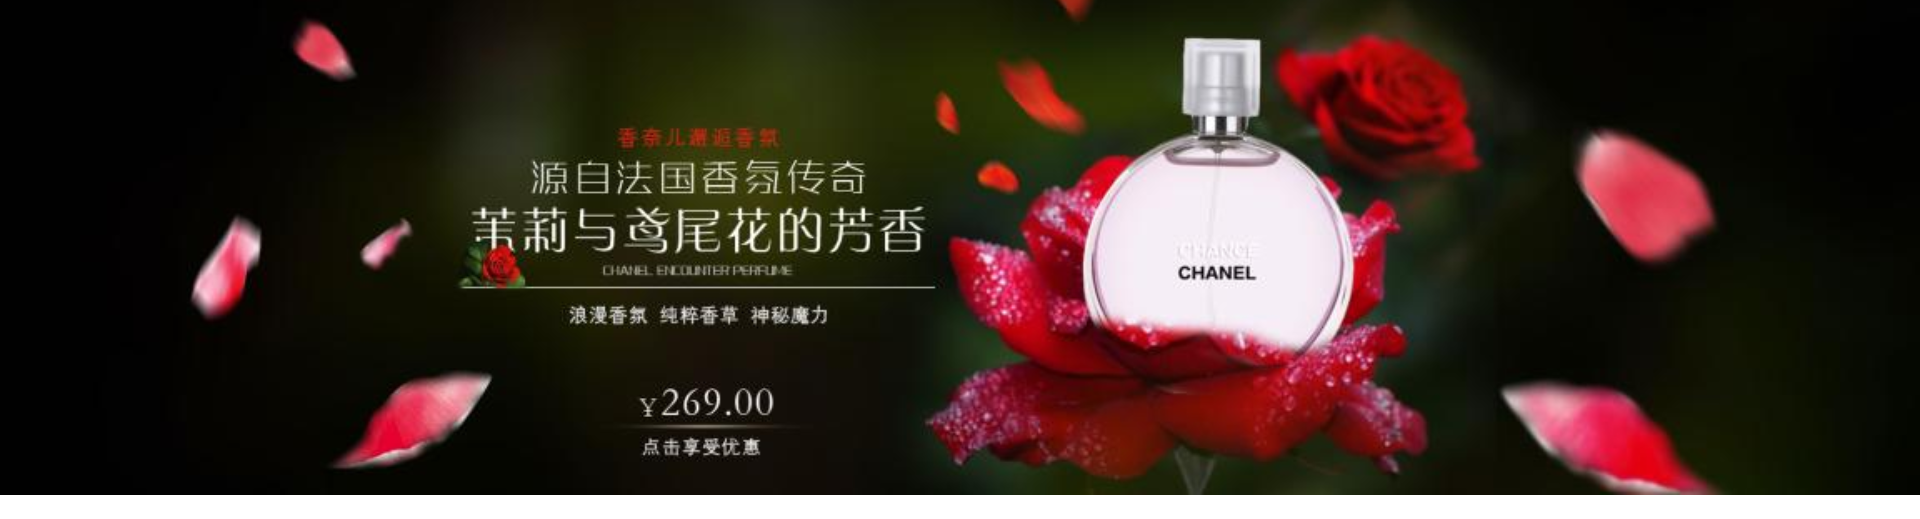 香奈儿邂逅香氛
源自法国香氛传奇
茉莉与鸢尾花的芳香
CHANEL ENCOUNTER PERFUME
浪漫香氛 纯粹香草 神秘魔力
¥269.00
点击享受优惠
CHANCE
CHANEL